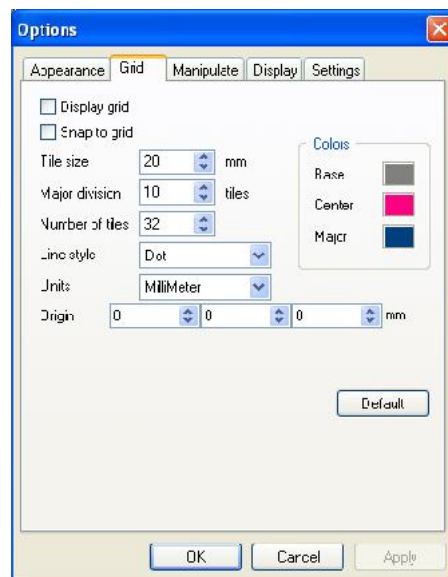 Options
Appearance Grid Manipulate Display Settings
Display grid
Snap to grid
Tile size 20 mm
Major division 10 tiles
Number of tiles 32
Line style Dot
Units MilliMeter
Origin 0 0 0 mm
Colors
Base
Center
Major
Default
OK Cancel Apply